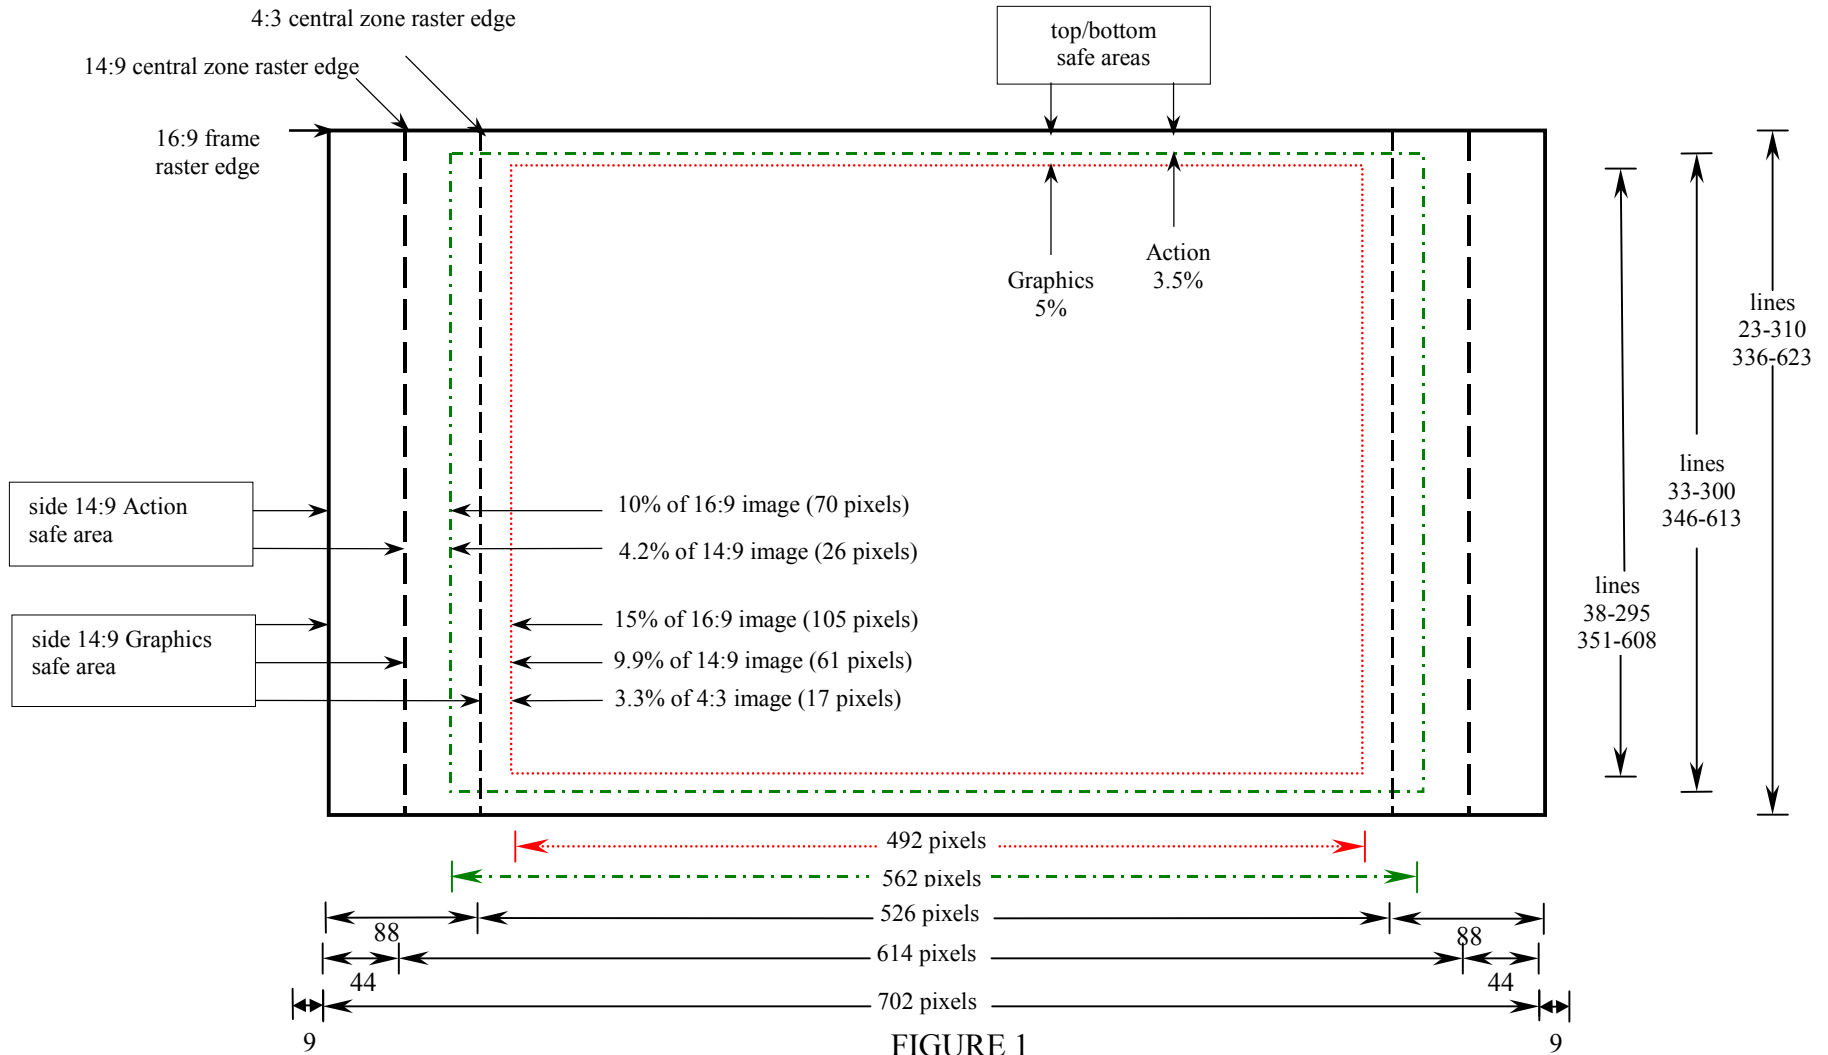 4:3 central zone raster edge
14:9 central zone raster edge
16:9 frame
raster edge
top/bottom
safe areas
Graphics
5%
Action
3.5%
lines
23-310
336-623
lines
33-300
346-613
lines
38-295
351-608
side 14:9 Action
safe area
10% of 16:9 image (70 pixels)
4.2% of 14:9 image (26 pixels)
side 14:9 Graphics
safe area
15% of 16:9 image (105 pixels)
9.9% of 14:9 image (61 pixels)
3.3% of 4:3 image (17 pixels)
492 pixels
562 pixels
526 pixels
88
88
614 pixels
44
44
702 pixels
9
9
FIGURE 1